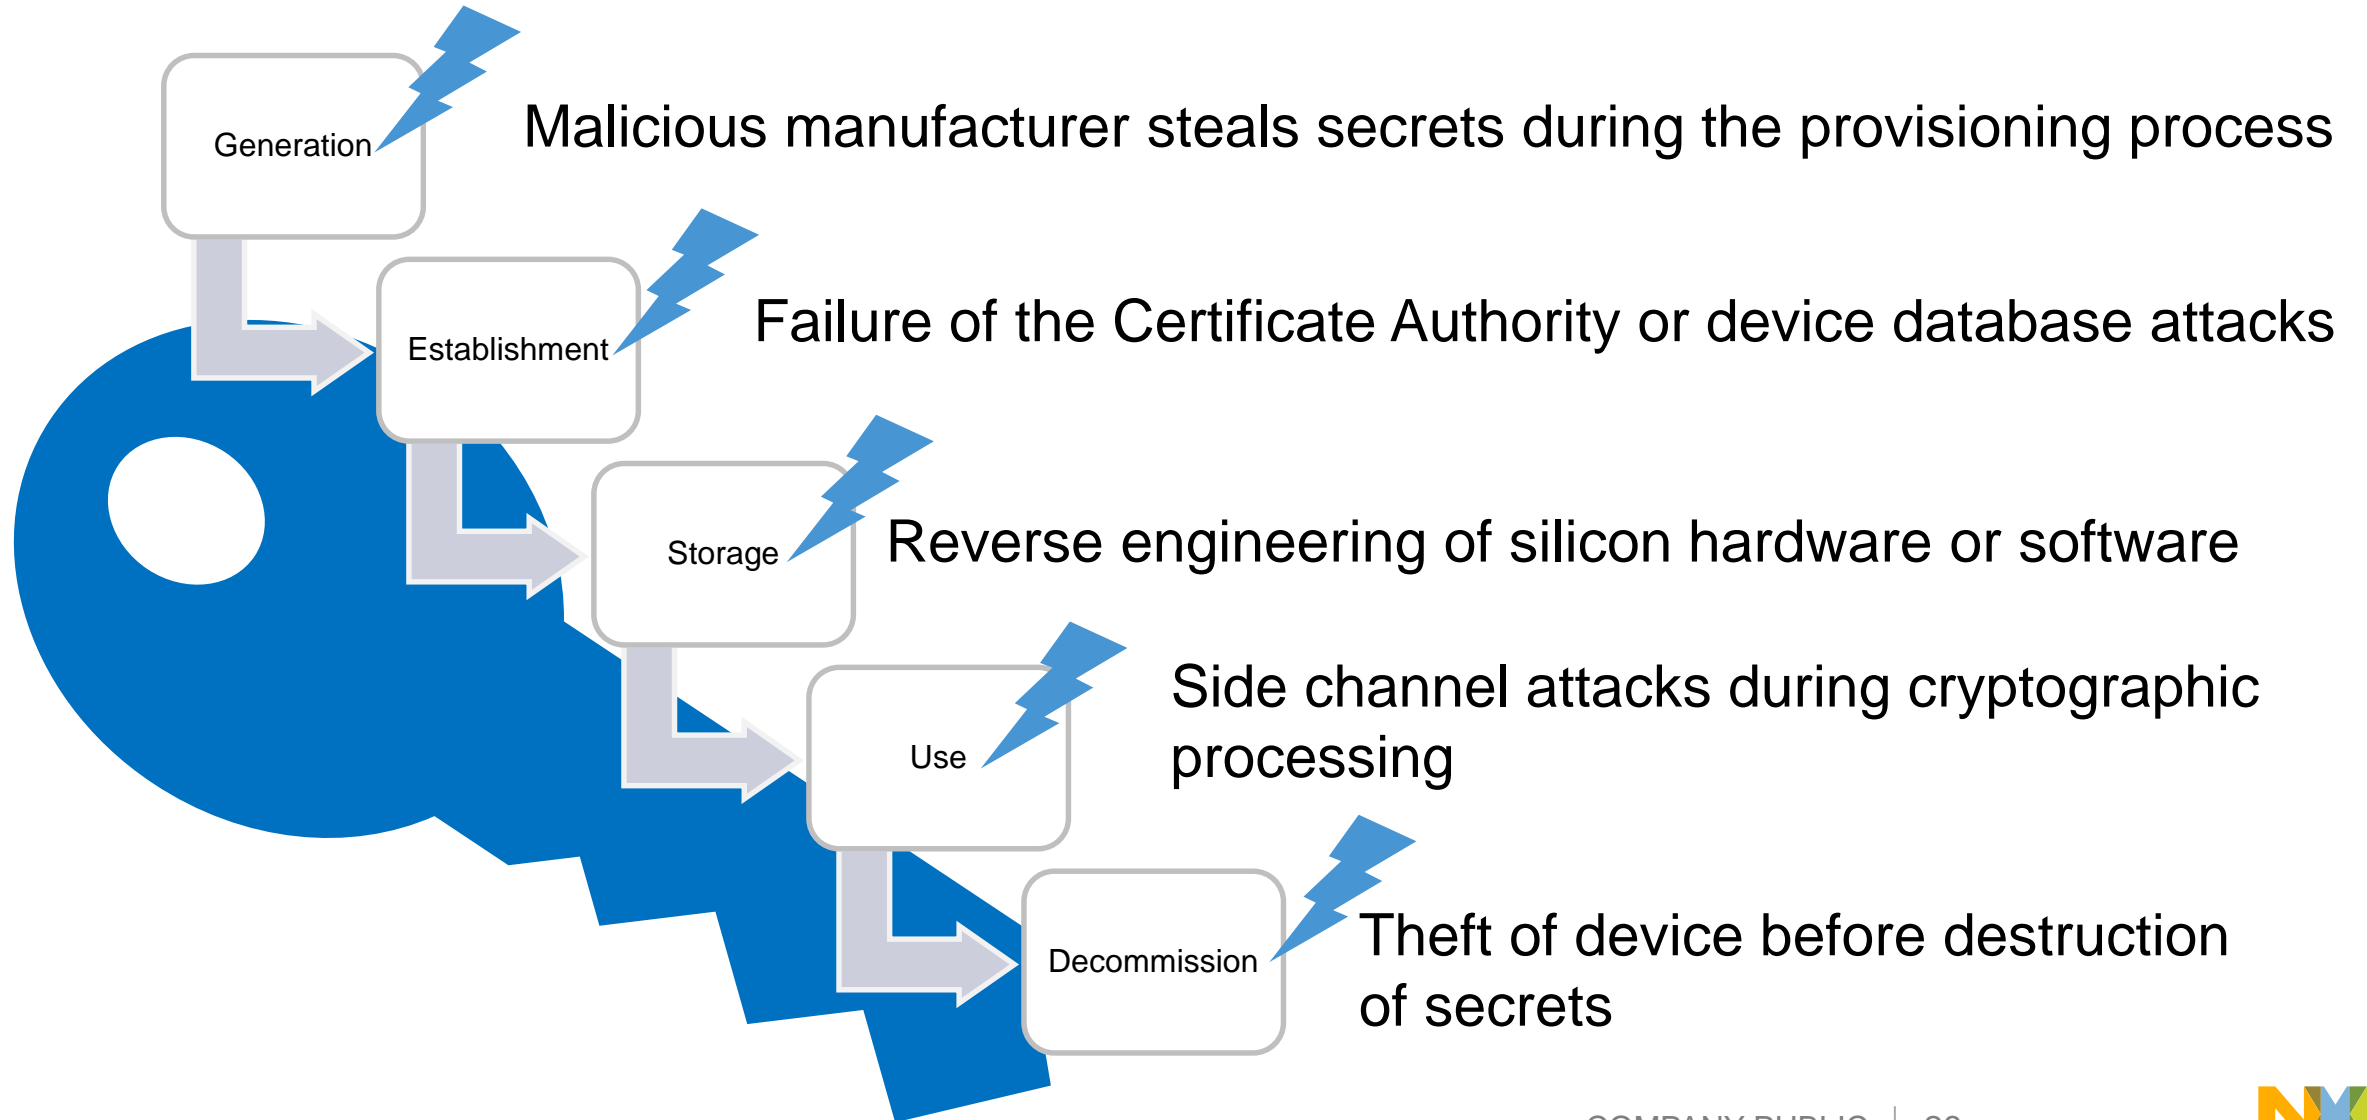 Generation
Malicious manufacturer steals secrets during the provisioning process
Establishment
Failure of the Certificate Authority or device database attacks
Storage
Reverse engineering of silicon hardware or software
Use
Side channel attacks during cryptographic
processing
Decommission
Theft of device before destruction
of secrets
COMPANY PUBLIC